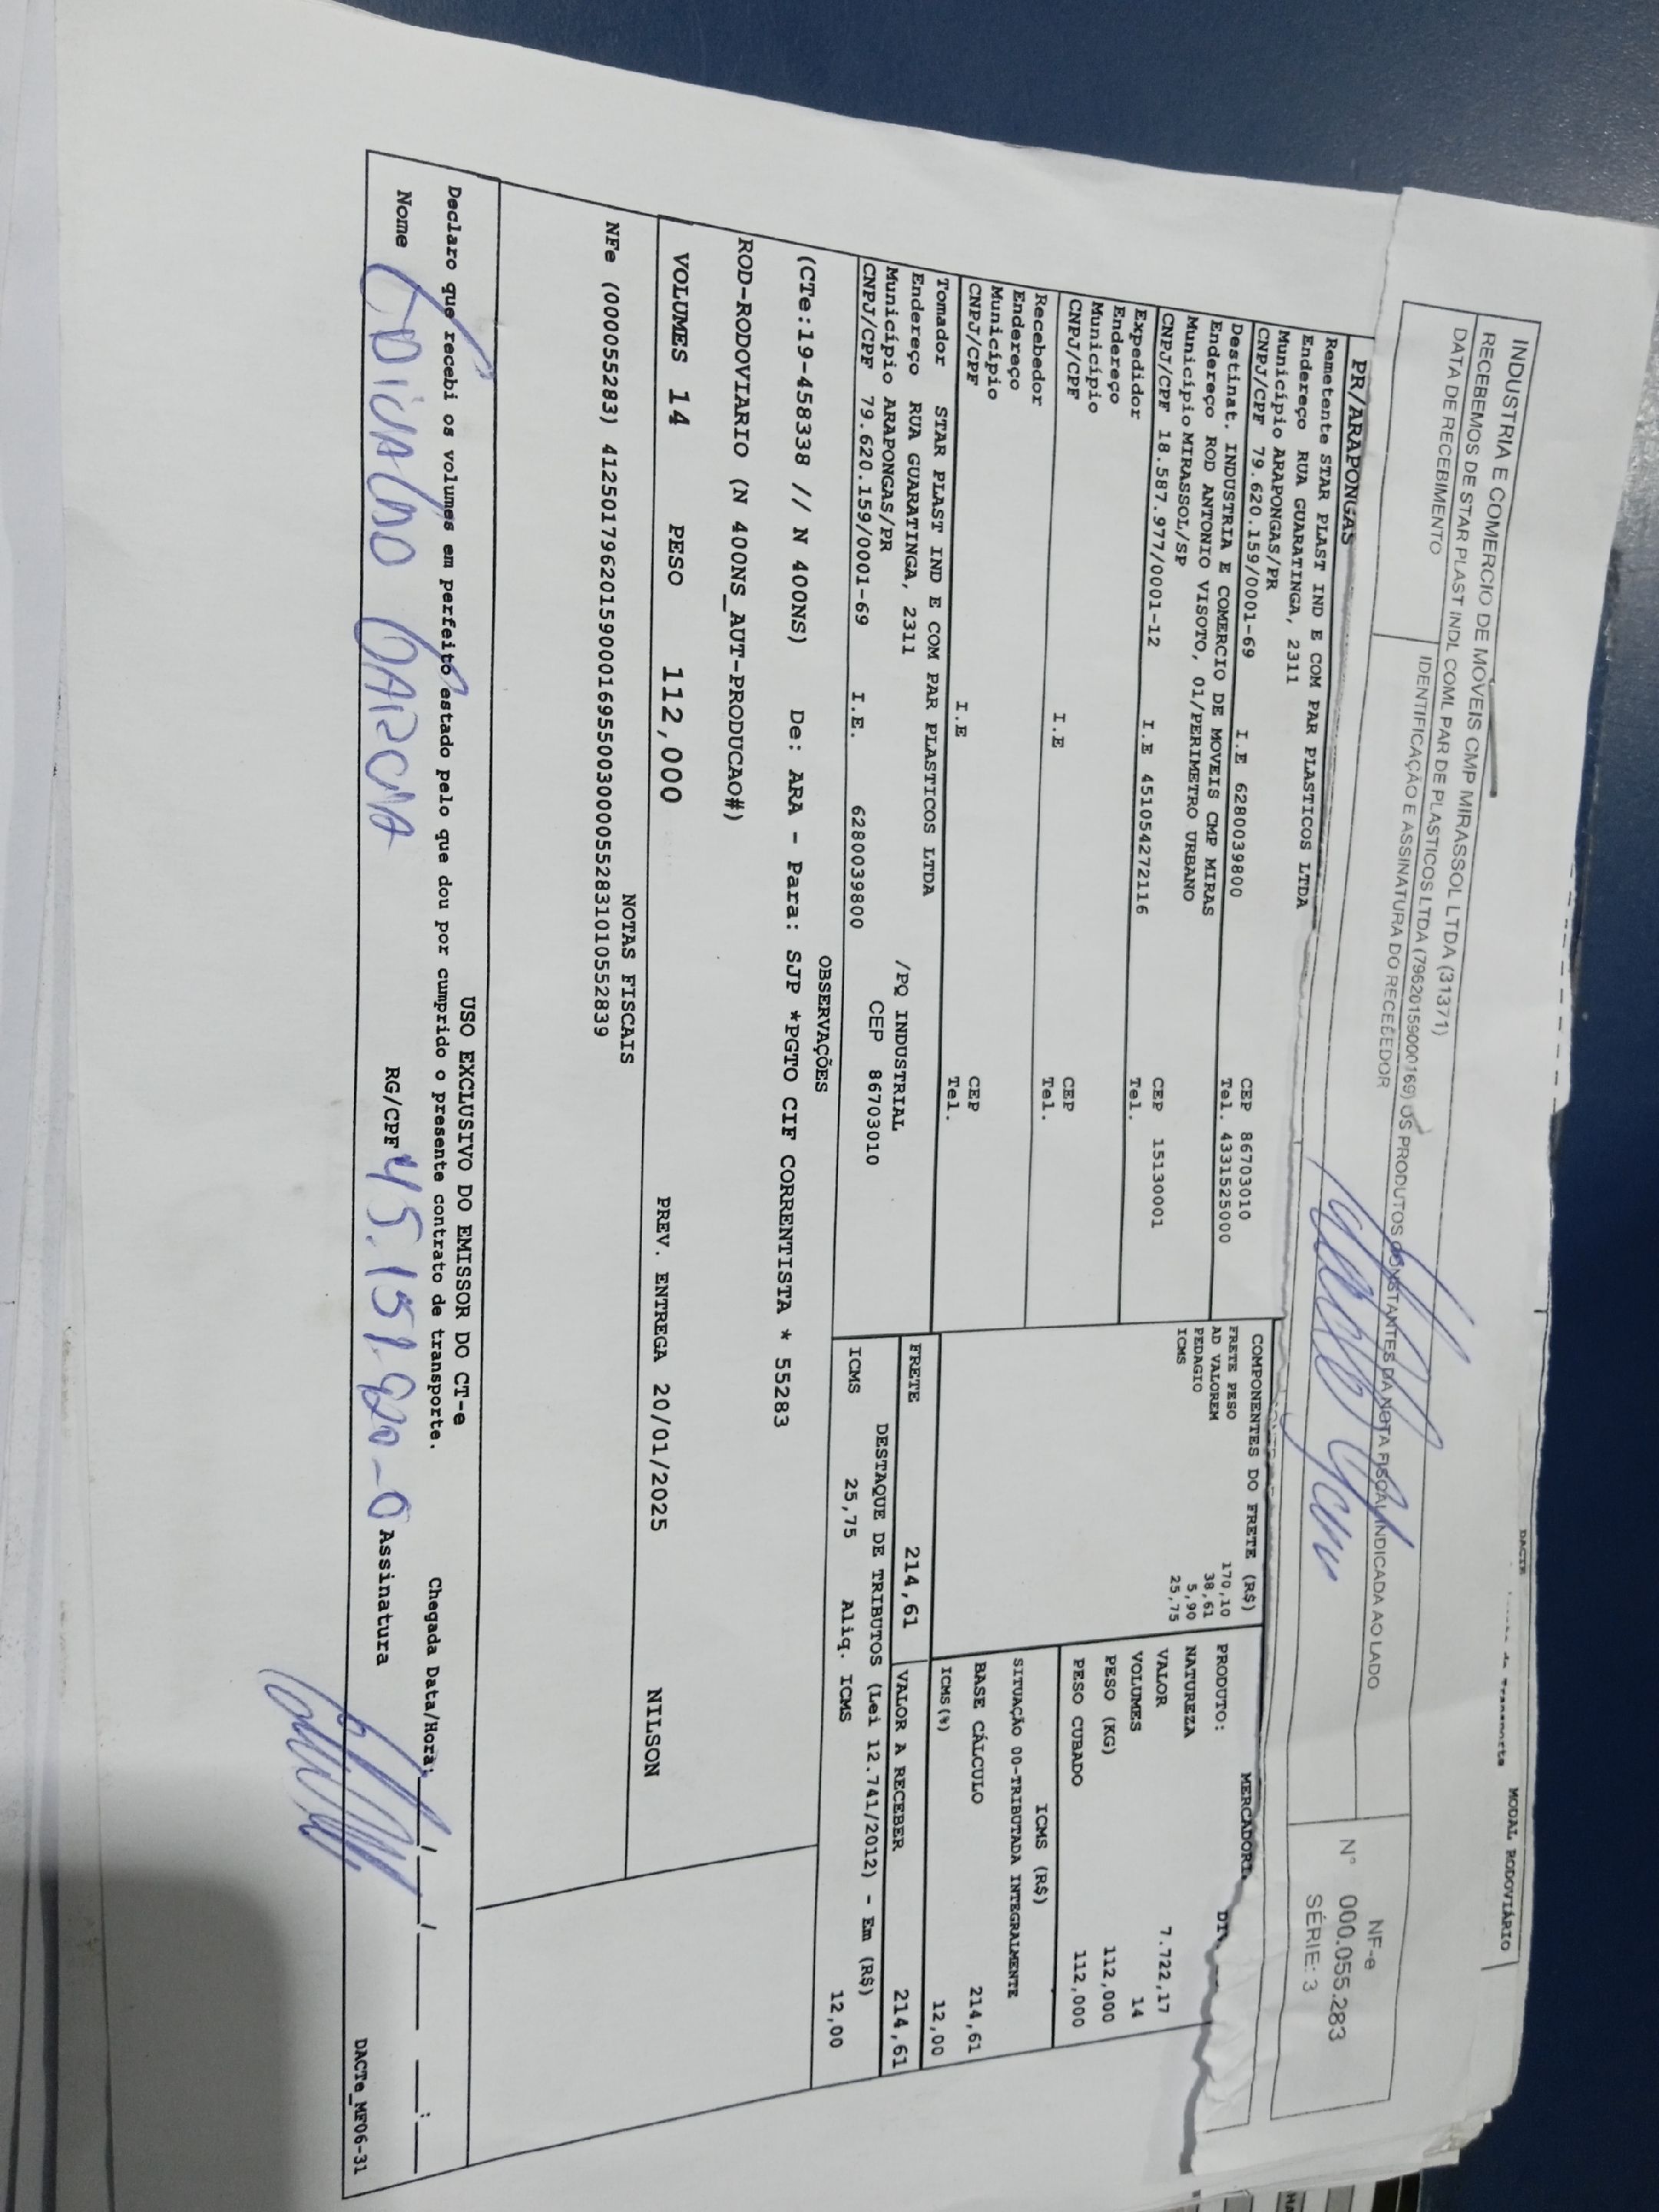 MODAL RODOVIÁRIO
INDUSTRIA E COMERCIO DE MOVEIS CMP MIRASSOL LTDA (31371)
RECEBEMOS DE STAR PLAST INDL COML PAR DE PLASTICOS LTDA (79620159000169) OS PRODUTOS CONSTANTES DA NOTA FISCAL INDICADA AO LADO
DATA DE RECEBIMENTO
IDENTIFICAÇÃO E ASSINATURA DO RECEBEDOR
NF-e
N° 000.055.283
SÉRIE: 3
PR/ARAPONGAS
Remetente STAR PLAST IND E COM PAR PLASTICOS LTDA
Endereço RUA GUARATINGA, 2311
Município ARAPONGAS/PR CEP 86703010
CNPJ/CPF 79.620.159/0001-69 I.E 6280039800 Tel. 4331525000
Destinat. INDUSTRIA E COMERCIO DE MOVEIS CMP MIRAS
Endereço ROD ANTONIO VISOTO, 01/PERIMETRO URBANO
Município MIRASSOL/SP CEP 15130001
CNPJ/CPF 18.587.977/0001-12 I.E 451054272116 Tel.
Expedidor
Endereço
Município CEP
CNPJ/CPF I.E Tel.
Recebedor
Endereço
Município CEP
CNPJ/CPF I.E Tel.
Tomador STAR PLAST IND E COM PAR PLASTICOS LTDA
Endereço RUA GUARATINGA, 2311 /PQ INDUSTRIAL
Município ARAPONGAS/PR CEP 86703010
CNPJ/CPF 79.620.159/0001-69 I.E. 6280039800
COMPONENTES DO FRETE (R$)
FRETE PESO 170,10
AD VALOREM 38,61
PEDAGIO 5,90
ICMS 25,75
PRODUTO:
NATUREZA
VALOR 7.722,17
VOLUMES 14
PESO (KG) 112,000
PESO CUBADO 112,000
ICMS (R$)
SITUAÇÃO 00-TRIBUTADA INTEGRALMENTE
BASE CÁLCULO 214,61
ICMS(%) 12,00
FRETE 214,61 VALOR A RECEBER 214,61
DESTAQUE DE TRIBUTOS (Lei 12.741/2012) - Em (R$)
ICMS 25,75 Aliq. ICMS 12,00
OBSERVAÇÕES
(CTe:19-458338 // N 400NS) De: ARA - Para: SJP *PGTO CIF CORRENTISTA * 55283
ROD-RODOVIARIO (N 400NS_AUT-PRODUCAO#)
VOLUMES 14 PESO 112,000 PREV. ENTREGA 20/01/2025 NILSON
NOTAS FISCAIS
NFe (000055283) 41250179620159000169550030000552831010552839
USO EXCLUSIVO DO EMISSOR DO CT-e
Declaro que recebi os volumes em perfeito estado pelo que dou por cumprido o presente contrato de transporte. Chegada Data/Hora: __/__/____ __:__
Nome EDIVALDO GARCIA RG/CPF 45.151.920-0 Assinatura
DACTe_MF06-31